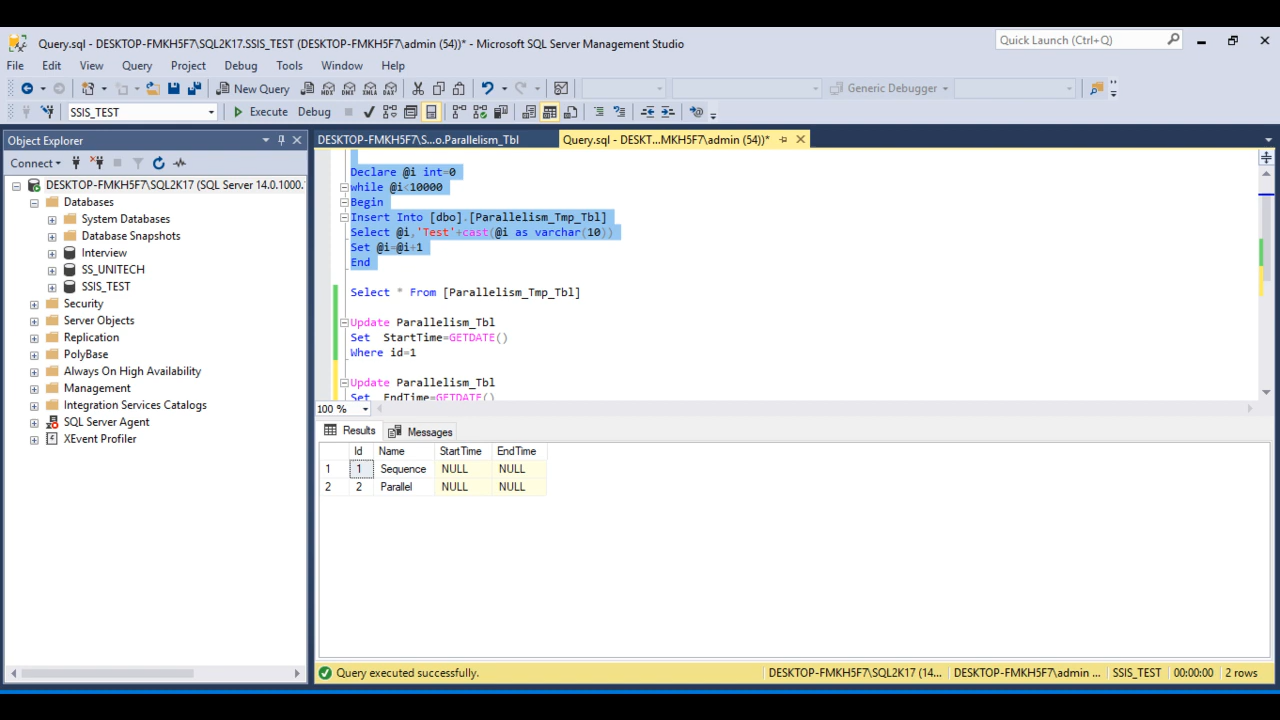 Query.sql - DESKTOP-FMKH5F7\SQL2K17.SSIS_TEST (DESKTOP-FMKH5F7\admin (54))* - Microsoft SQL Server Management Studio
Quick Launch (Ctrl+Q)
File Edit View Query Project Debug Tools Window Help
New Query
MDX DMX XMLA DAX
Generic Debugger
SSIS_TEST
Execute Debug
Object Explorer
Connect
DESKTOP-FMKH5F7\SQL2K17 (SQL Server 14.0.1000.
Databases
System Databases
Database Snapshots
Interview
SS_UNITECH
SSIS_TEST
Security
Server Objects
Replication
PolyBase
Always On High Availability
Management
Integration Services Catalogs
SQL Server Agent
XEvent Profiler
DESKTOP-FMKH5F7\S...o.Parallelism_Tbl
Query.sql - DESKT...MKH5F7\admin (54))*
Declare @i int=0
while @i<10000
Begin
Insert Into [dbo].[Parallelism_Tmp_Tbl]
Select @i,'Test'+cast(@i as varchar(10))
Set @i=@i+1
End
Select * From [Parallelism_Tmp_Tbl]
Update Parallelism_Tbl
Set StartTime=GETDATE()
Where id=1
Update Parallelism_Tbl
Set EndTime=GETDATE()
100 %
Results Messages
Id Name StartTime EndTime
1 1 Sequence NULL NULL
2 2 Parallel NULL NULL
Query executed successfully.
DESKTOP-FMKH5F7\SQL2K17 (14... DESKTOP-FMKH5F7\admin ... SSIS_TEST 00:00:00 2 rows